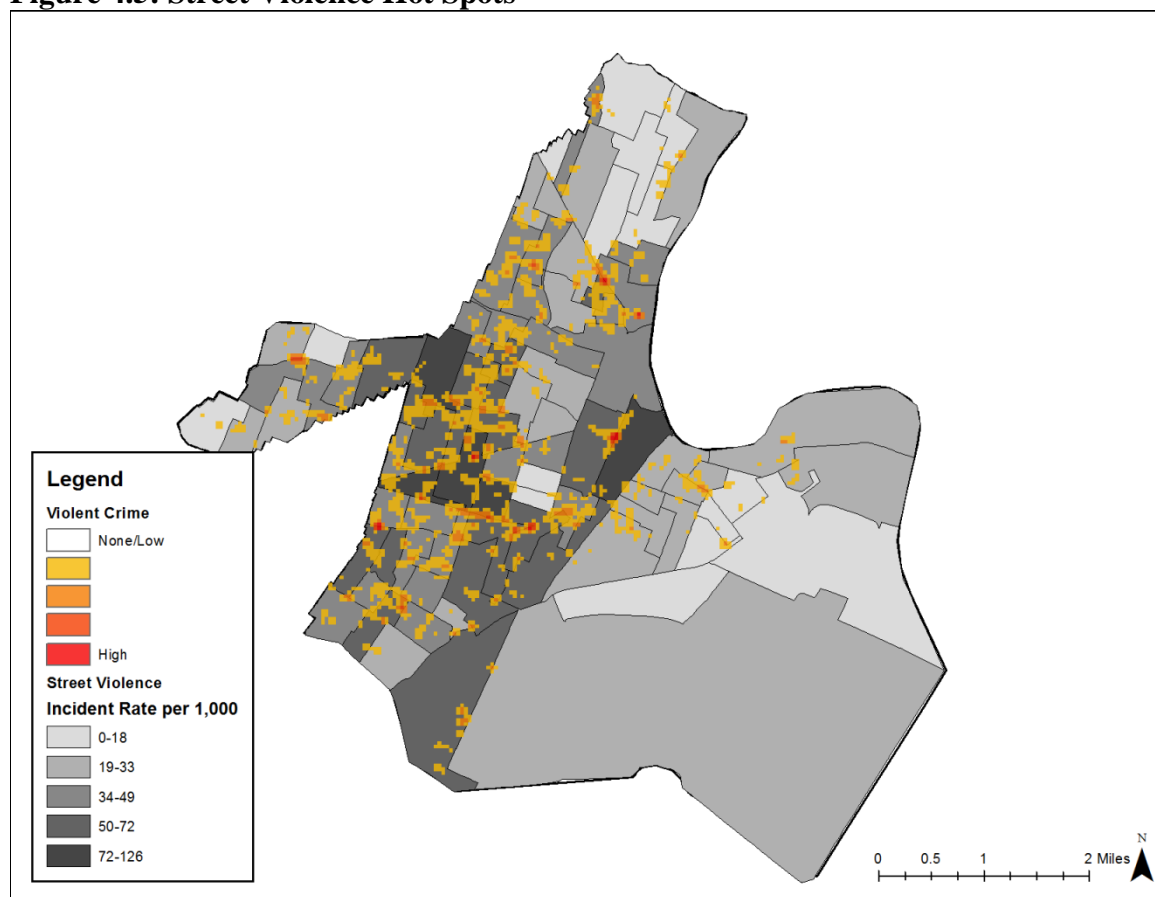 Figure 4.5: Street Violence Hot Spots
Legend
Violent Crime
None/Low
High
Street Violence
Incident Rate per 1,000
0-18
19-33
34-49
50-72
72-126
0 0.5 1 2 Miles
N